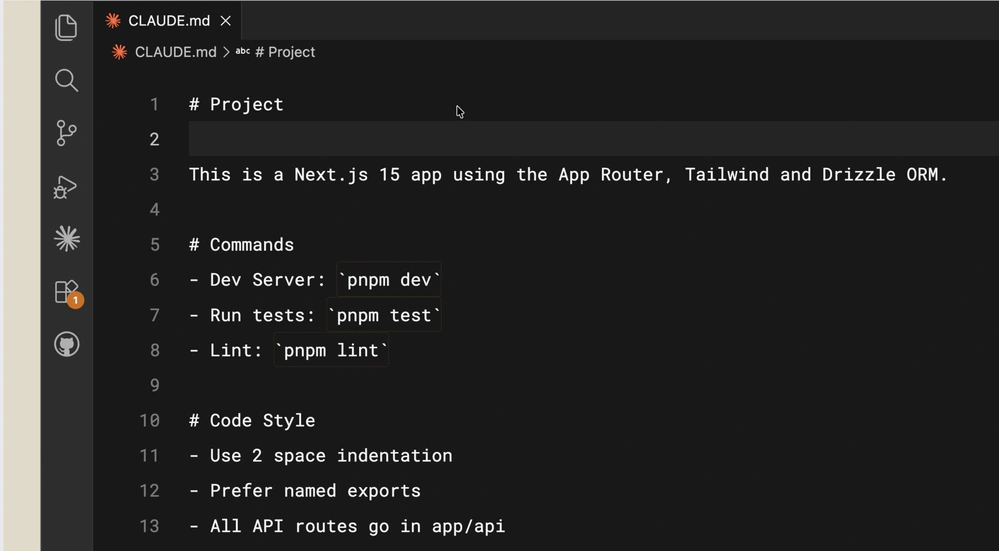 CLAUDE.md
CLAUDE.md > abc # Project
1 # Project
2
3 This is a Next.js 15 app using the App Router, Tailwind and Drizzle ORM.
4
5 # Commands
6 - Dev Server: `pnpm dev`
7 - Run tests: `pnpm test`
8 - Lint: `pnpm lint`
9
1
10 # Code Style
11 - Use 2 space indentation
12 - Prefer named exports
13 - All API routes go in app/api